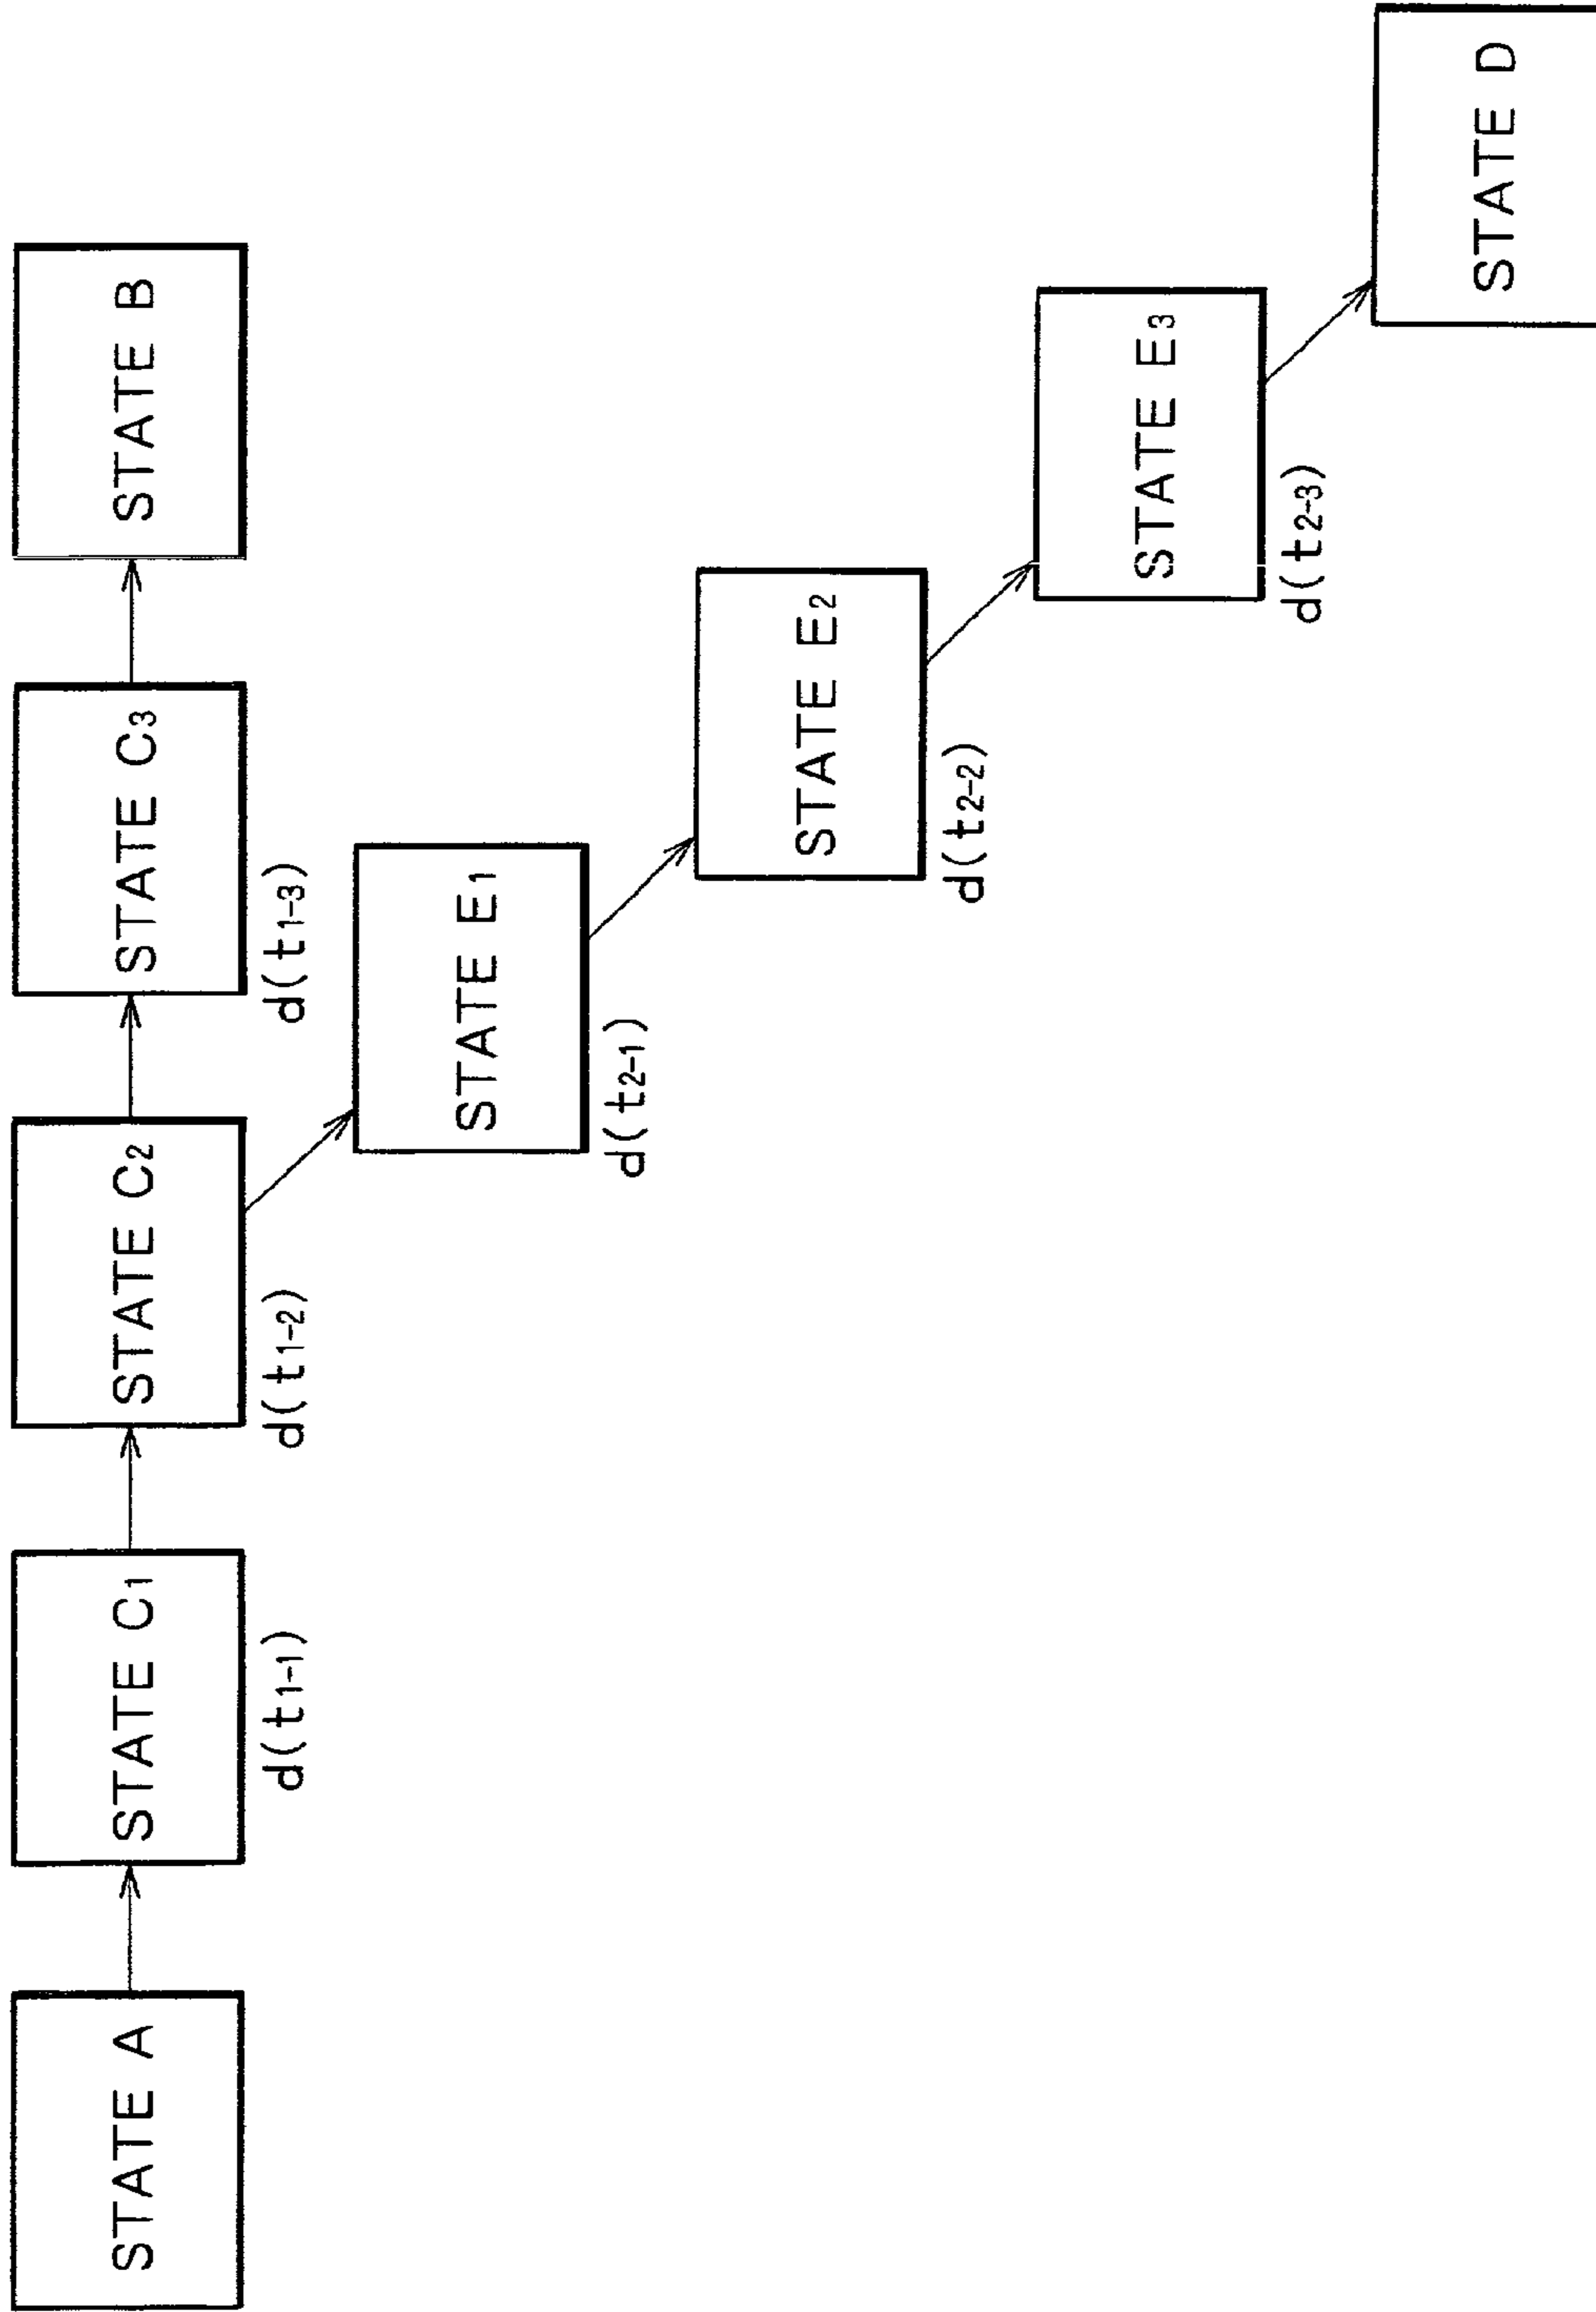 STATE A
STATE C1
STATE C2
STATE C3
STATE B
d(t1-1)
d(t1-2)
d(t1-3)
STATE E1
d(t2-1)
STATE E2
d(t2-2)
STATE E3
d(t2-3)
STATE D